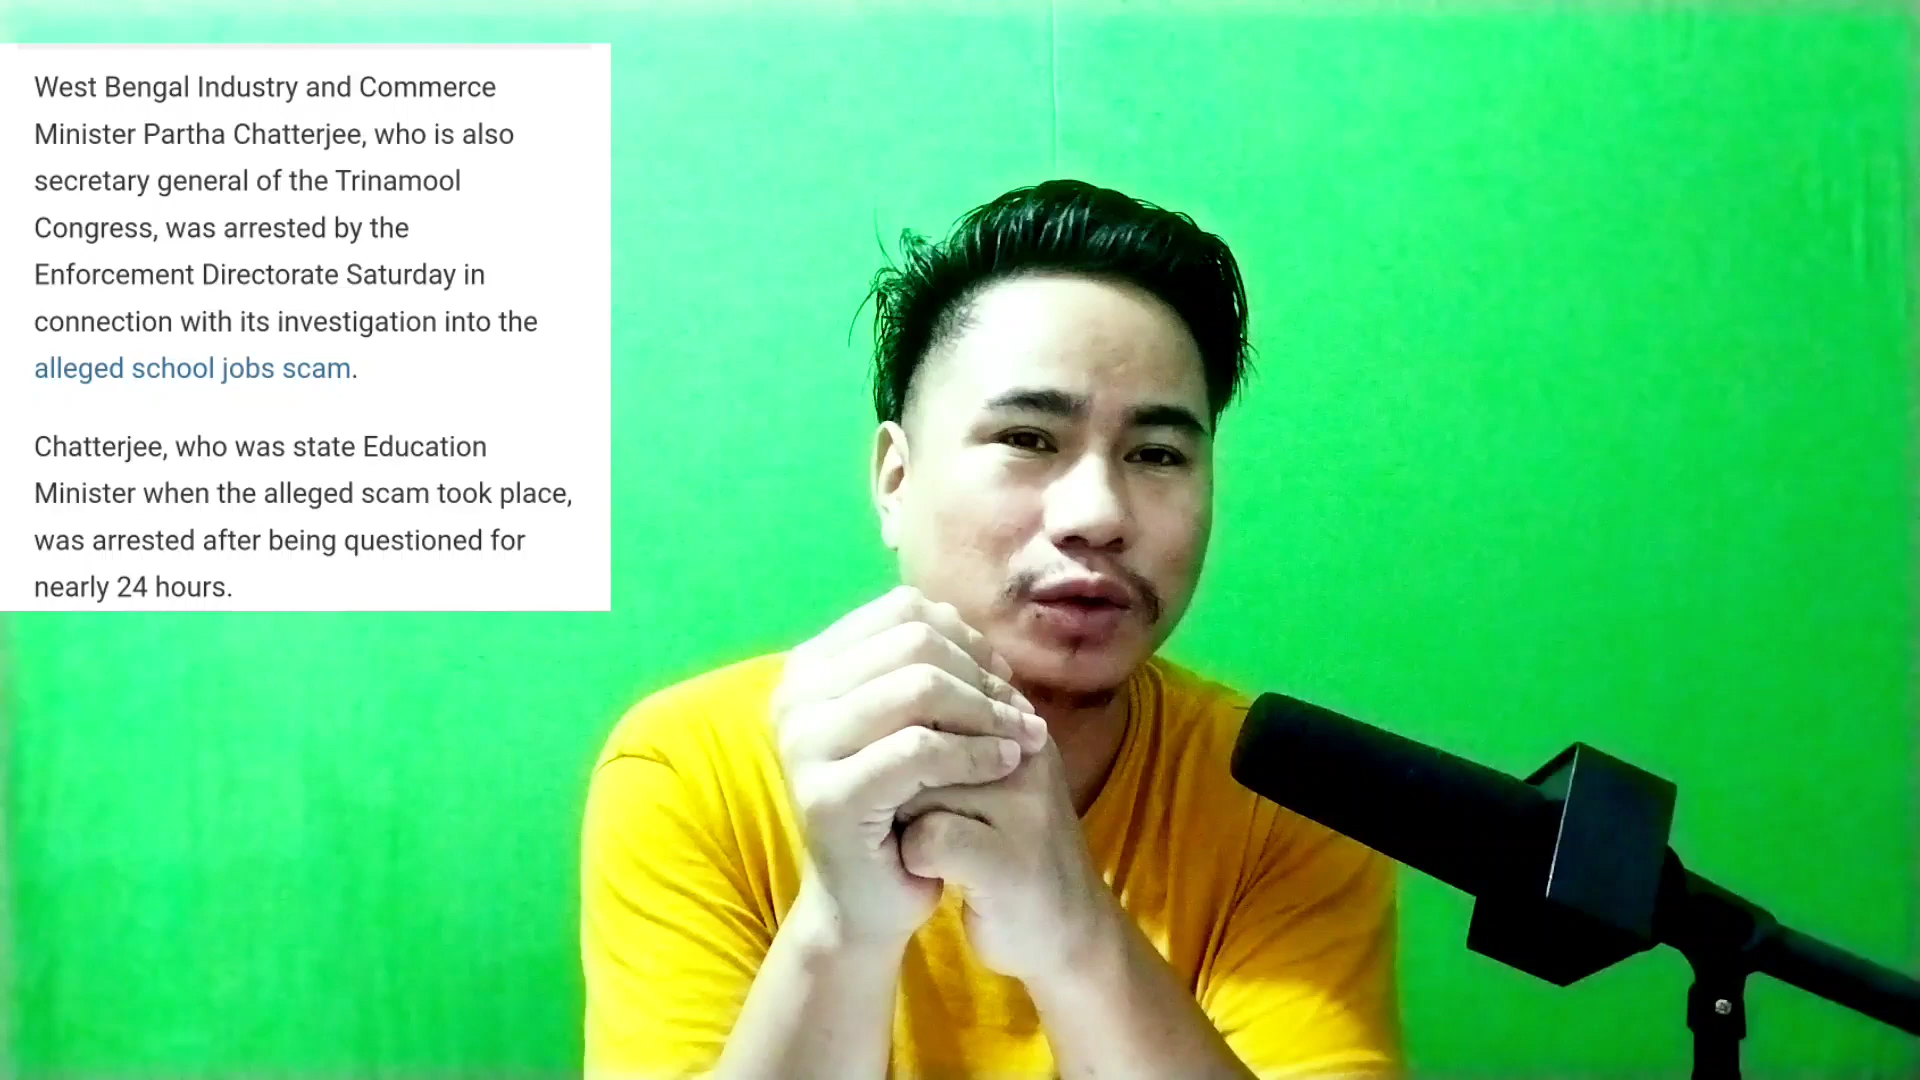 West Bengal Industry and Commerce
Minister Partha Chatterjee, who is also
secretary general of the Trinamool
Congress, was arrested by the
Enforcement Directorate Saturday in
connection with its investigation into the
alleged school jobs scam.
Chatterjee, who was state Education
Minister when the alleged scam took place,
was arrested after being questioned for
nearly 24 hours.